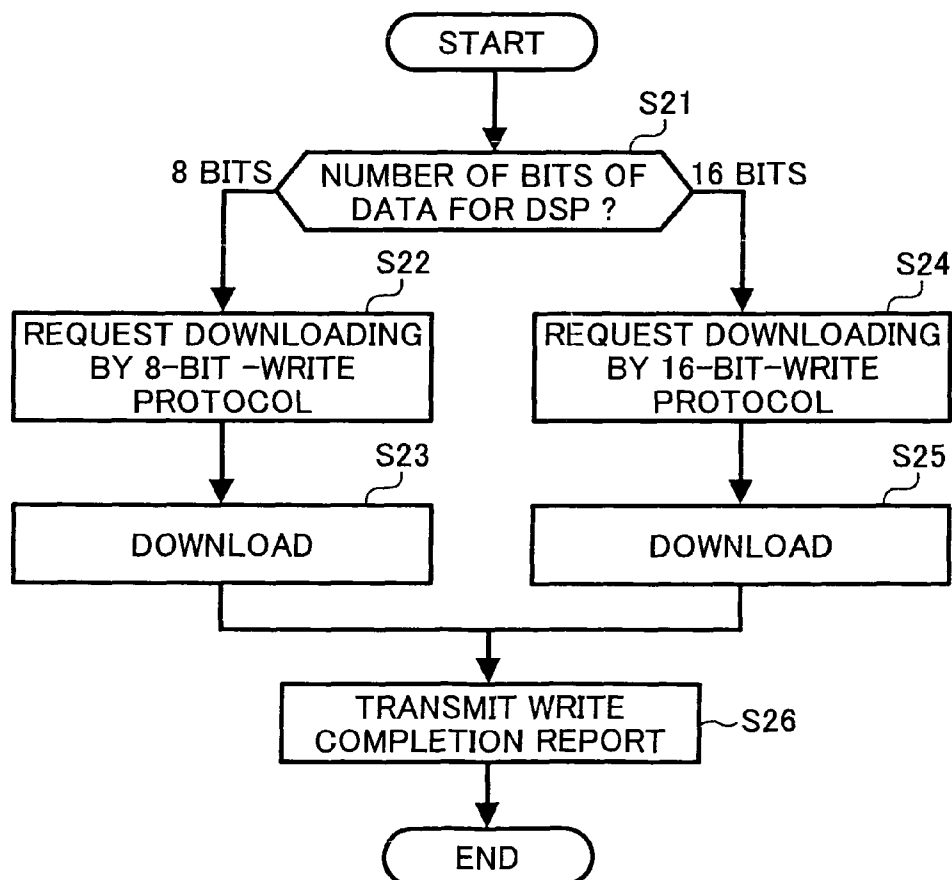 START
S21
8 BITS
NUMBER OF BITS OF
DATA FOR DSP ?
16 BITS
S22
REQUEST DOWNLOADING
BY 8-BIT -WRITE
PROTOCOL
S24
REQUEST DOWNLOADING
BY 16-BIT-WRITE
PROTOCOL
S23
DOWNLOAD
S25
DOWNLOAD
TRANSMIT WRITE
COMPLETION REPORT
S26
END